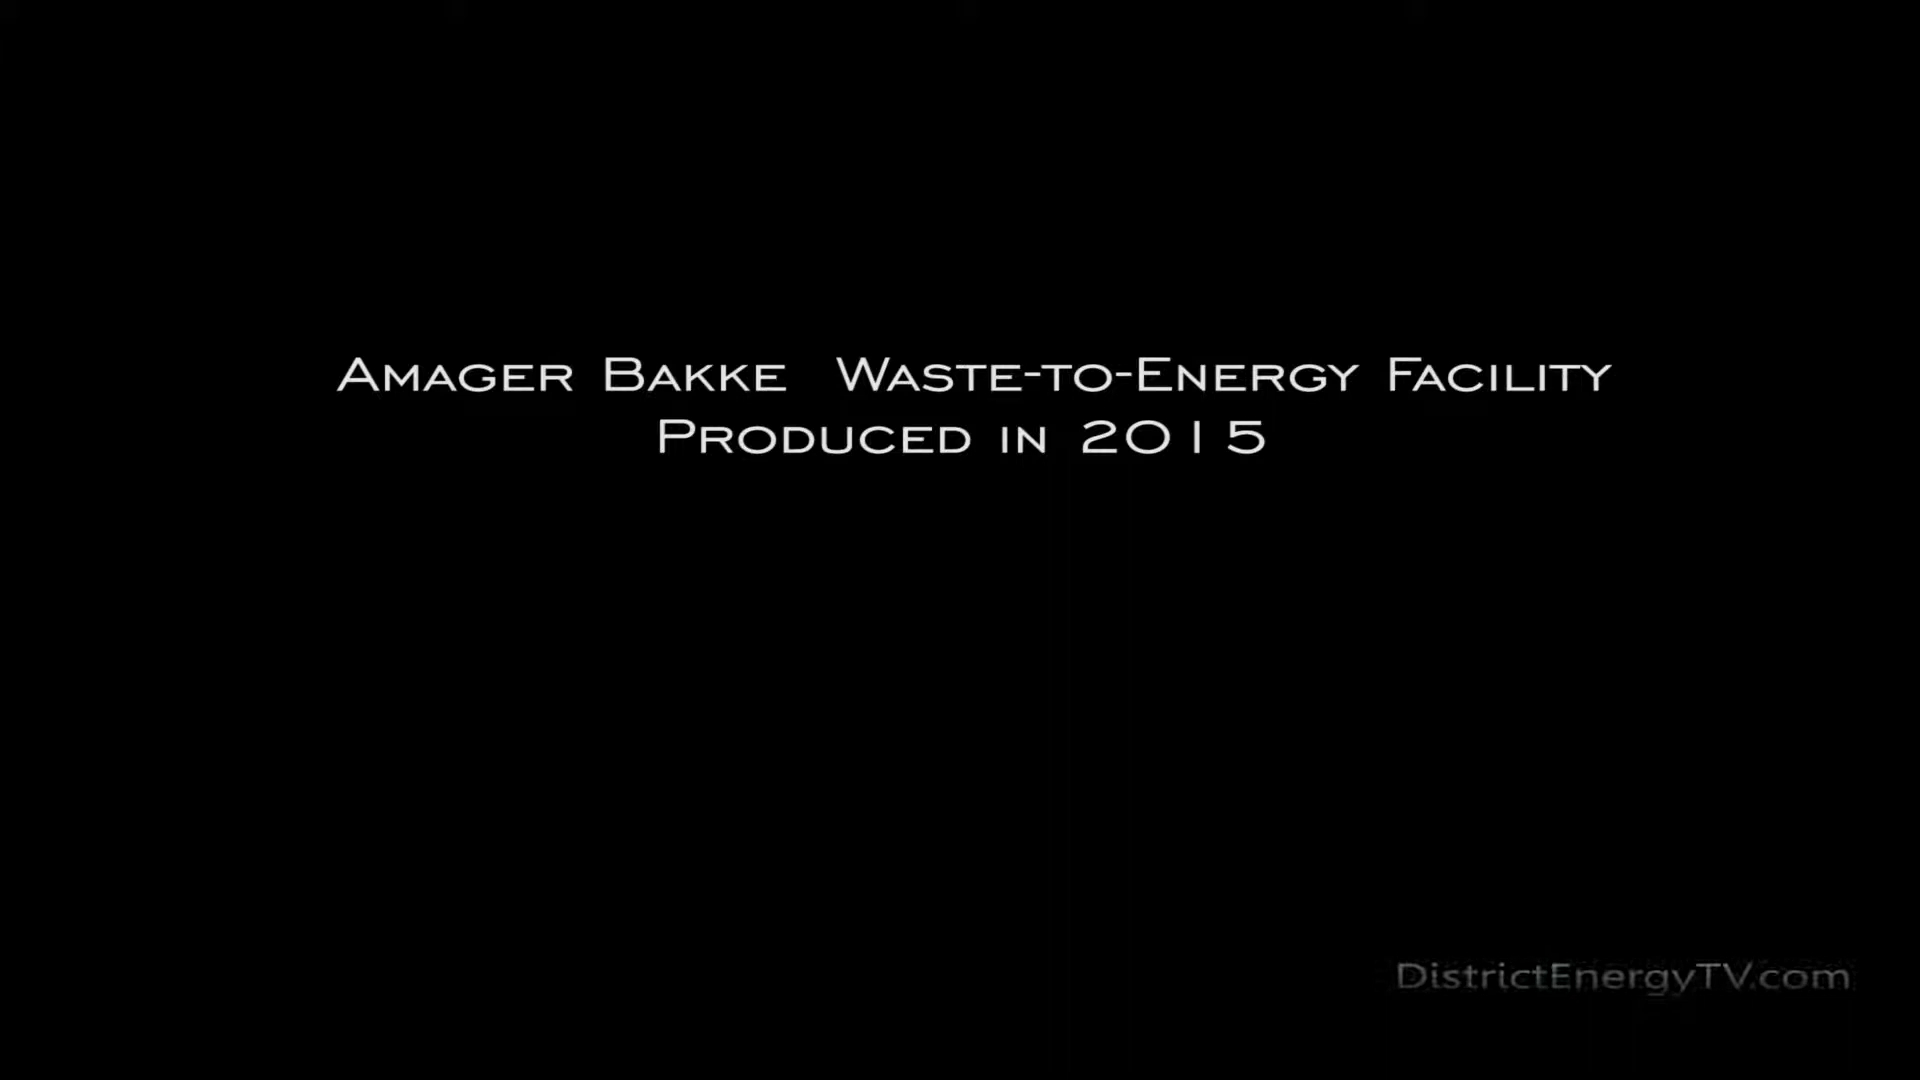 Amager Bakke  Waste-to-Energy Facility
Produced in 2015
DistrictEnergyTV.com